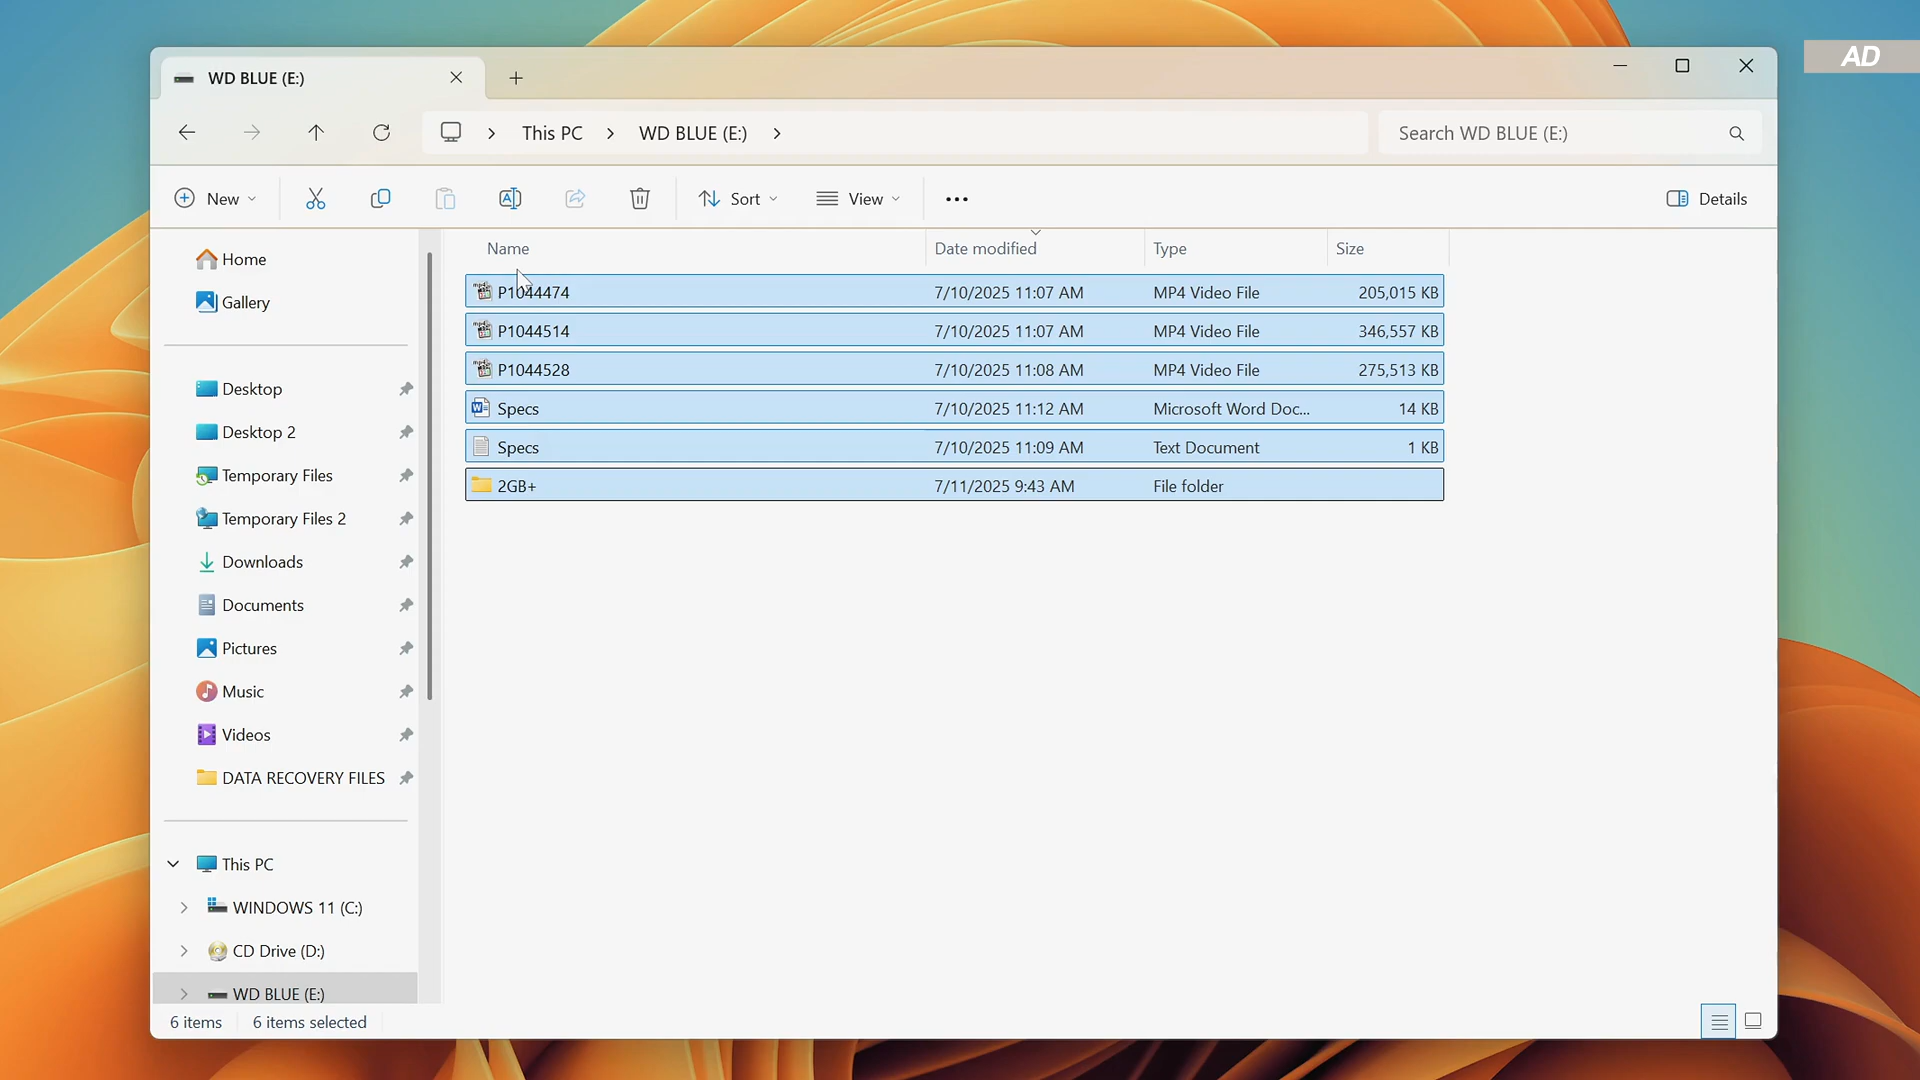 AD
WD BLUE (E:)
This PC
WD BLUE (E:)
Search WD BLUE (E:)
New
Sort
View
Details
Home
Gallery
Desktop
Desktop 2
Temporary Files
Temporary Files 2
Downloads
Documents
Pictures
Music
Videos
DATA RECOVERY FILES
This PC
WINDOWS 11 (C:)
CD Drive (D:)
WD BLUE (E:)
Name Date modified Type Size
P1044474 7/10/2025 11:07 AM MP4 Video File 205,015 KB
P1044514 7/10/2025 11:07 AM MP4 Video File 346,557 KB
P1044528 7/10/2025 11:08 AM MP4 Video File 275,513 KB
Specs 7/10/2025 11:12 AM Microsoft Word Doc... 14 KB
Specs 7/10/2025 11:09 AM Text Document 1 KB
2GB+ 7/11/2025 9:43 AM File folder
6 items 6 items selected